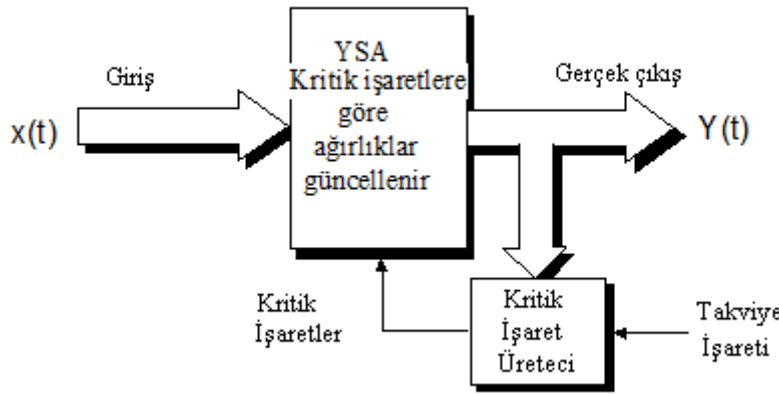 Giriş
x(t)
YSA
Kritik işaretlere
göre
ağırlıklar
güncellenir
Gerçek çıkış
Y(t)
Kritik
İşaretler
Kritik
İşaret
Üreteci
Takviye
İşareti